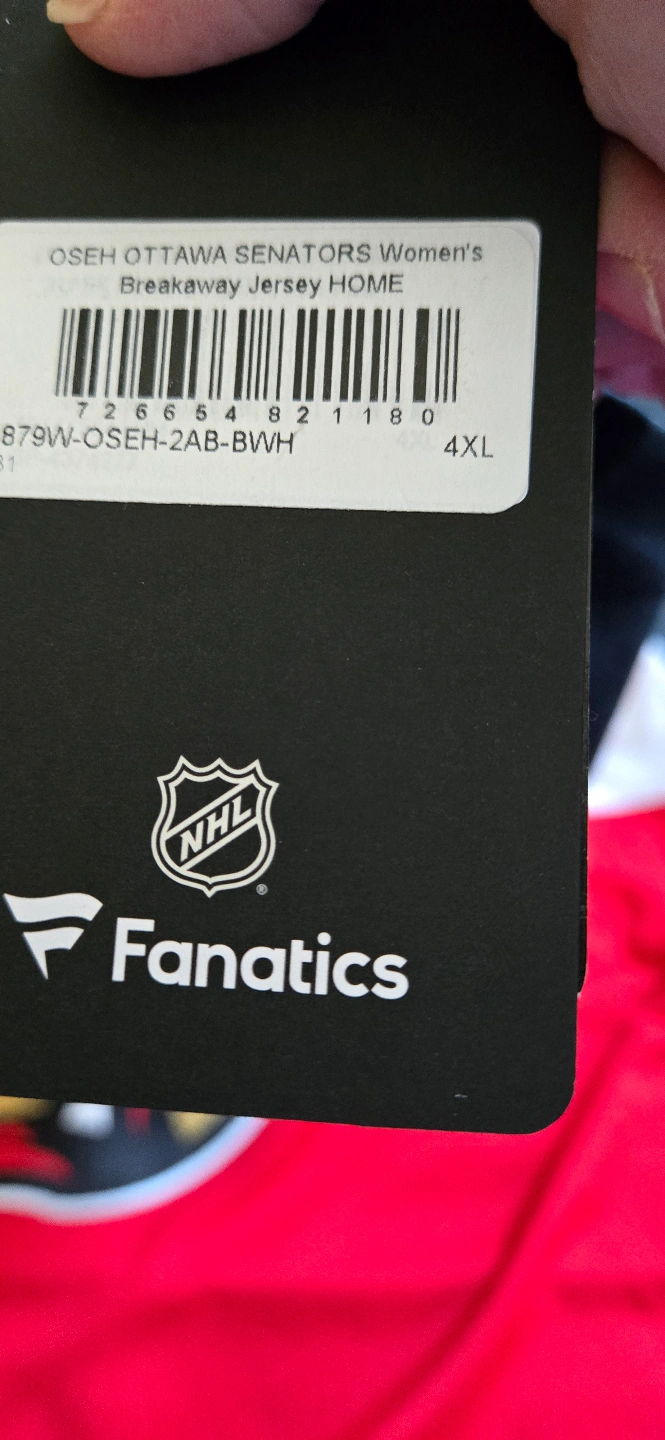 OSEH OTTAWA SENATORS Women's
Breakaway Jersey HOME
7 2 6 6 5 4 8 2 1 1 8 0
879W-OSEH-2AB-BWH
4XL
NHL
®
Fanatics